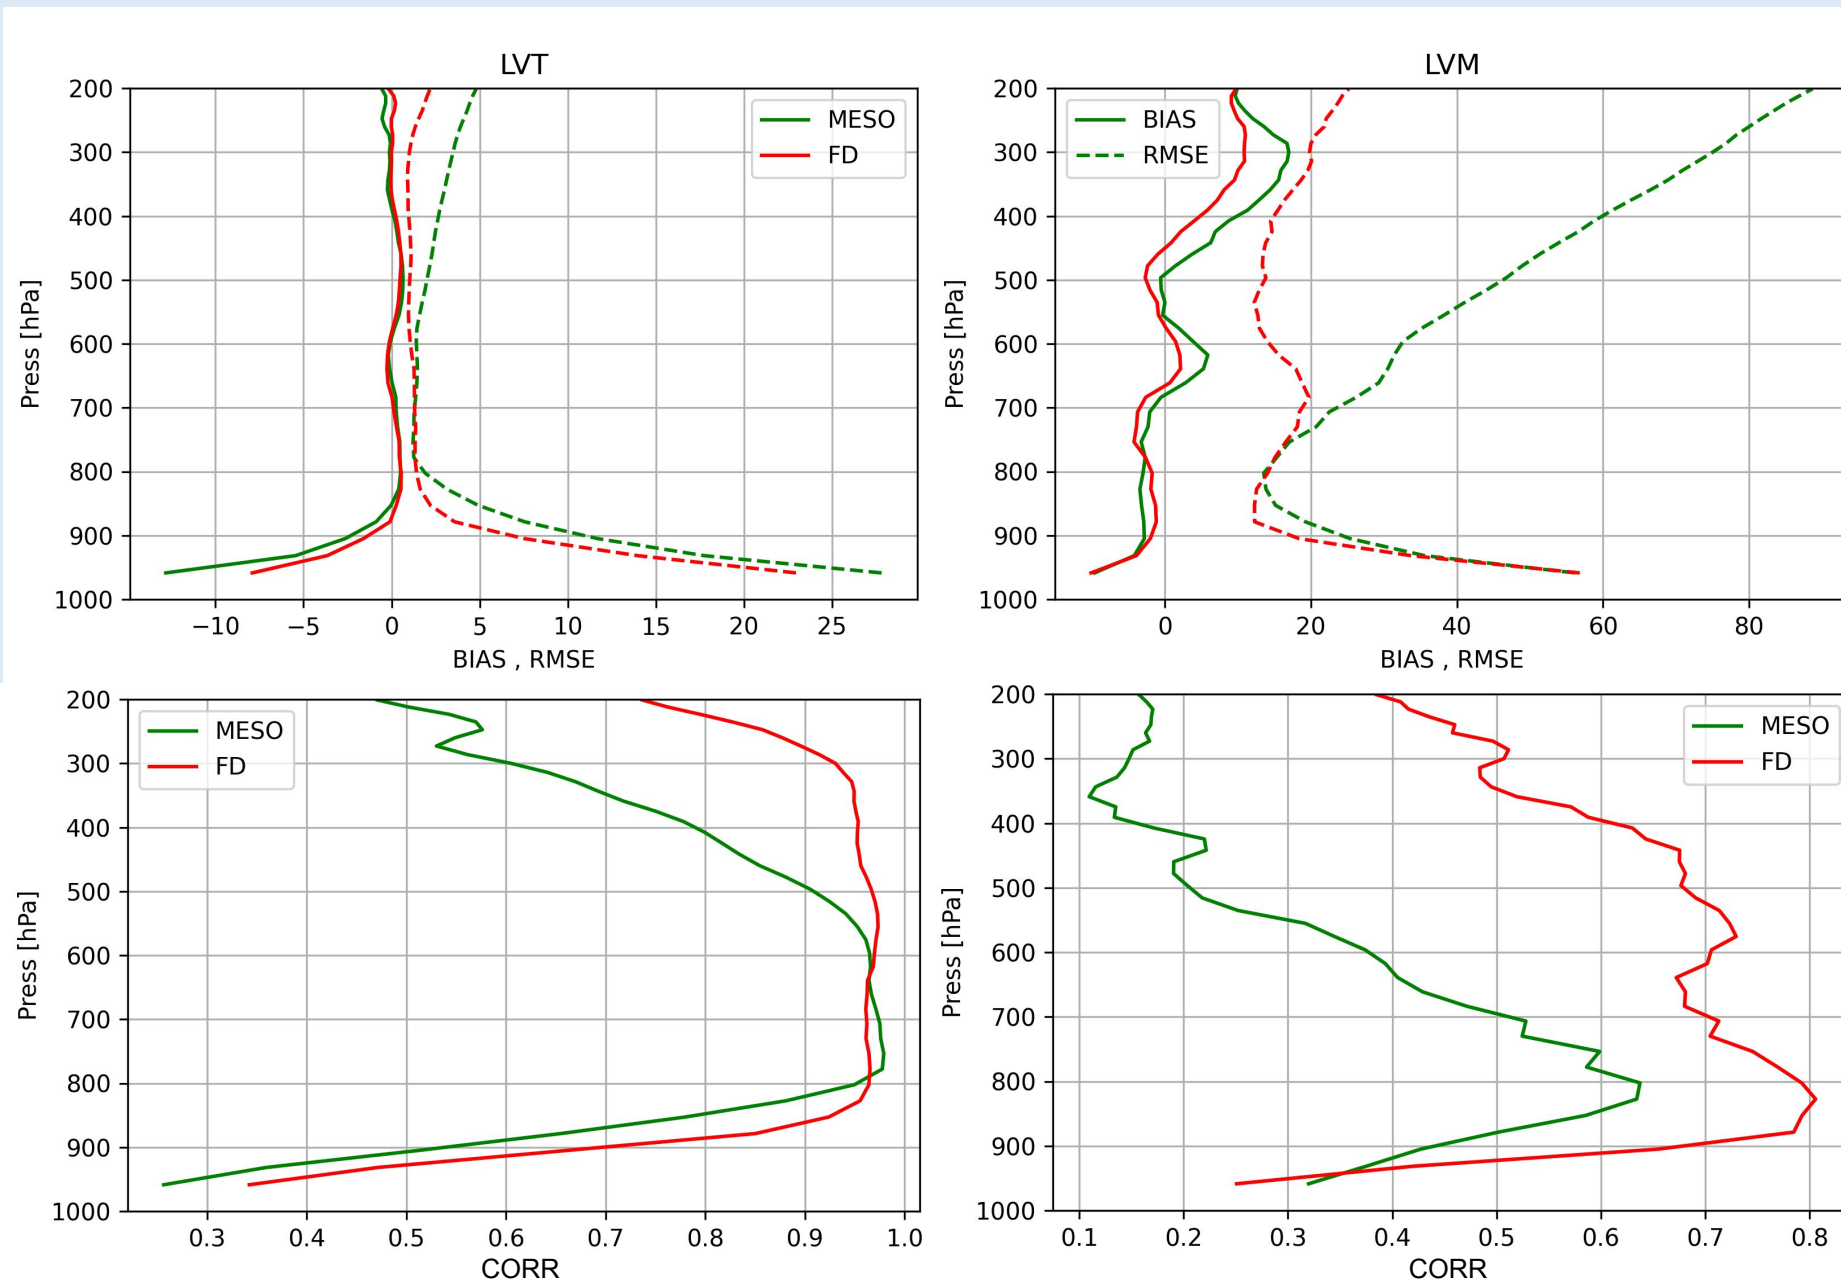 LVT
200
300
400
500
600
700
800
900
1000
Press [hPa]
MESO
FD
−10 −5 0 5 10 15 20 25
BIAS , RMSE
LVM
200
300
400
500
600
700
800
900
1000
Press [hPa]
BIAS
RMSE
0 20 40 60 80
BIAS , RMSE
200
300
400
500
600
700
800
900
1000
Press [hPa]
MESO
FD
0.3 0.4 0.5 0.6 0.7 0.8 0.9 1.0
CORR
200
300
400
500
600
700
800
900
1000
Press [hPa]
MESO
FD
0.1 0.2 0.3 0.4 0.5 0.6 0.7 0.8
CORR